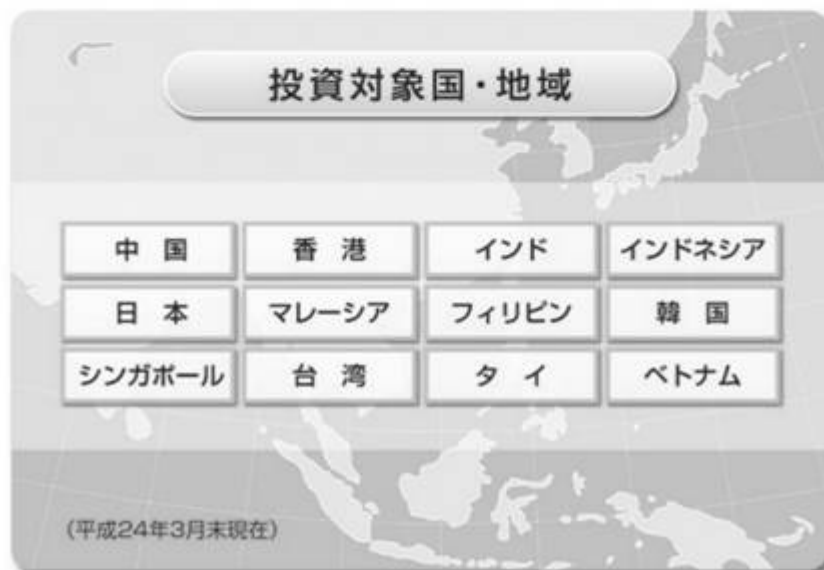 投資対象国・地域
中 国 香 港 インド インドネシア
日 本 マレーシア フィリピン 韓 国
シンガポール 台 湾 タ イ ベトナム
(平成24年3月末現在)